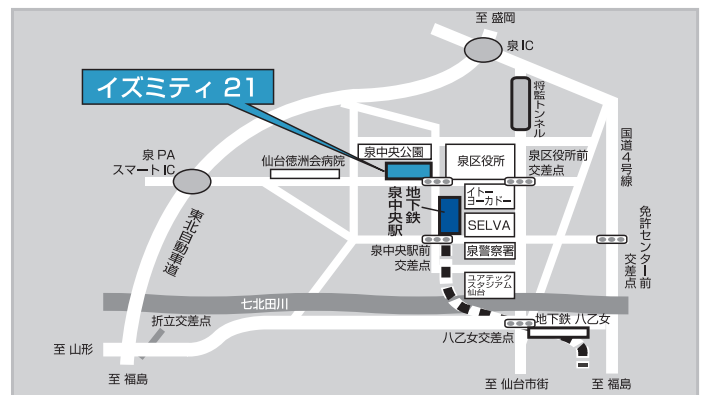 至 盛岡
泉 IC
イズミティ 21
将監トンネル
国道4号線
泉 PA
スマート IC
仙台徳洲会病院
泉中央公園
泉区役所
泉区役所前
交差点
東北自動車道
地下鉄
泉中央駅
イトー
ヨーカドー
SELVA
泉警察署
免許センター前
交差点
泉中央駅前
交差点
ユアテック
スタジアム
仙台
七北田川
折立交差点
地下鉄 八乙女
八乙女交差点
至 山形
至 福島
至 仙台市街
至 福島